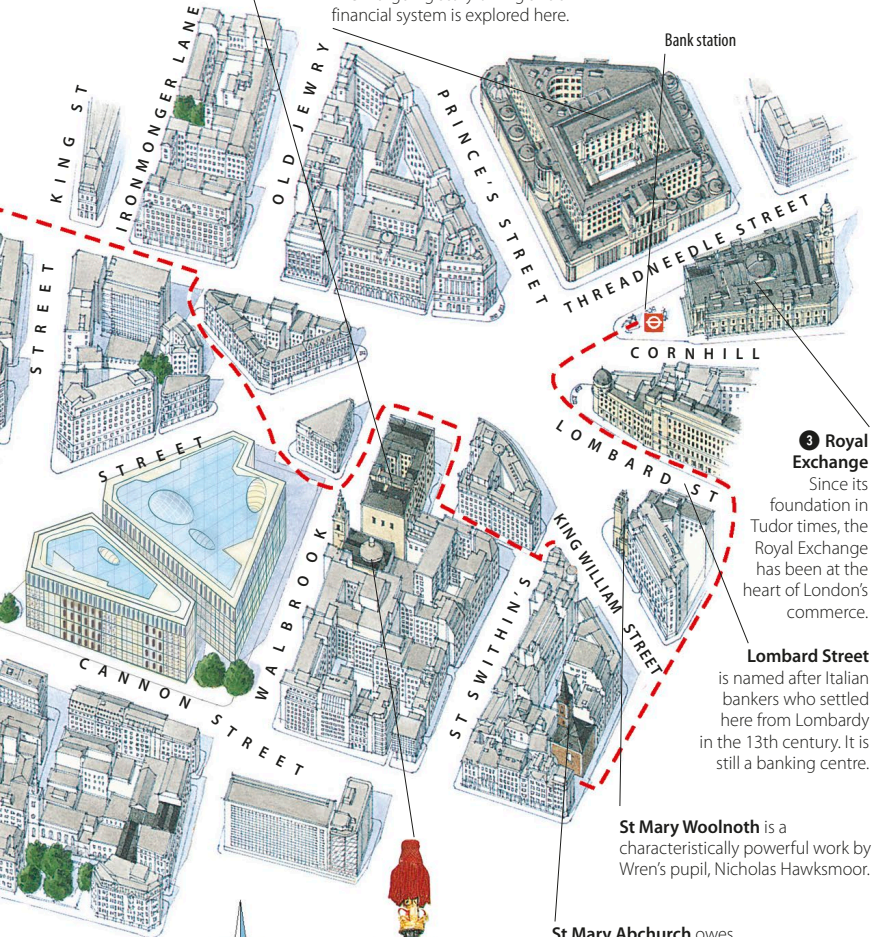 financial system is explored here.
Bank station
KING ST
IRONMONGER LANE
OLD JEWRY
PRINCE'S STREET
THREADNEEDLE STREET
CORNHILL
LOMBARD ST
STREET
STREET
WALBROOK
KING WILLIAM STREET
ST SWITHIN'S
CANNON STREET
3 Royal
Exchange
Since its
foundation in
Tudor times, the
Royal Exchange
has been at the
heart of London's
commerce.
Lombard Street
is named after Italian
bankers who settled
here from Lombardy
in the 13th century. It is
still a banking centre.
St Mary Woolnoth is a
characteristically powerful work by
Wren's pupil, Nicholas Hawksmoor.
St Mary Abchurch owes